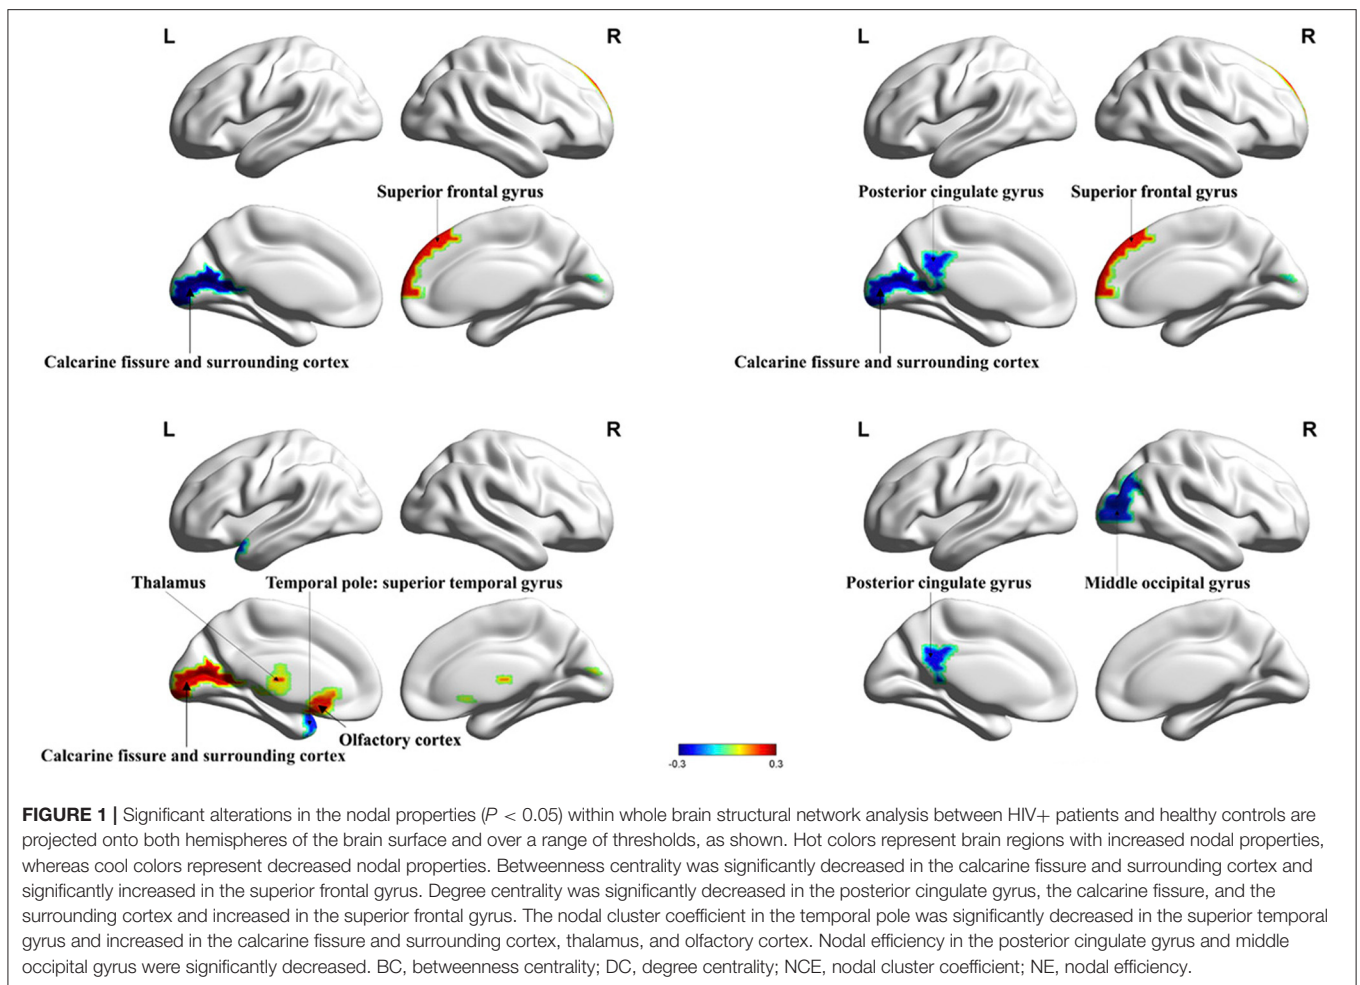 L R
Superior frontal gyrus
Calcarine fissure and surrounding cortex
L R
Posterior cingulate gyrus Superior frontal gyrus
Calcarine fissure and surrounding cortex
L R
Thalamus Temporal pole: superior temporal gyrus
Olfactory cortex
Calcarine fissure and surrounding cortex
L R
Posterior cingulate gyrus Middle occipital gyrus
-0.3 0.3
FIGURE 1 | Significant alterations in the nodal properties (P < 0.05) within whole brain structural network analysis between HIV+ patients and healthy controls are
projected onto both hemispheres of the brain surface and over a range of thresholds, as shown. Hot colors represent brain regions with increased nodal properties,
whereas cool colors represent decreased nodal properties. Betweenness centrality was significantly decreased in the calcarine fissure and surrounding cortex and
significantly increased in the superior frontal gyrus. Degree centrality was significantly decreased in the posterior cingulate gyrus, the calcarine fissure, and the
surrounding cortex and increased in the superior frontal gyrus. The nodal cluster coefficient in the temporal pole was significantly decreased in the superior temporal
gyrus and increased in the calcarine fissure and surrounding cortex, thalamus, and olfactory cortex. Nodal efficiency in the posterior cingulate gyrus and middle
occipital gyrus were significantly decreased. BC, betweenness centrality; DC, degree centrality; NCE, nodal cluster coefficient; NE, nodal efficiency.